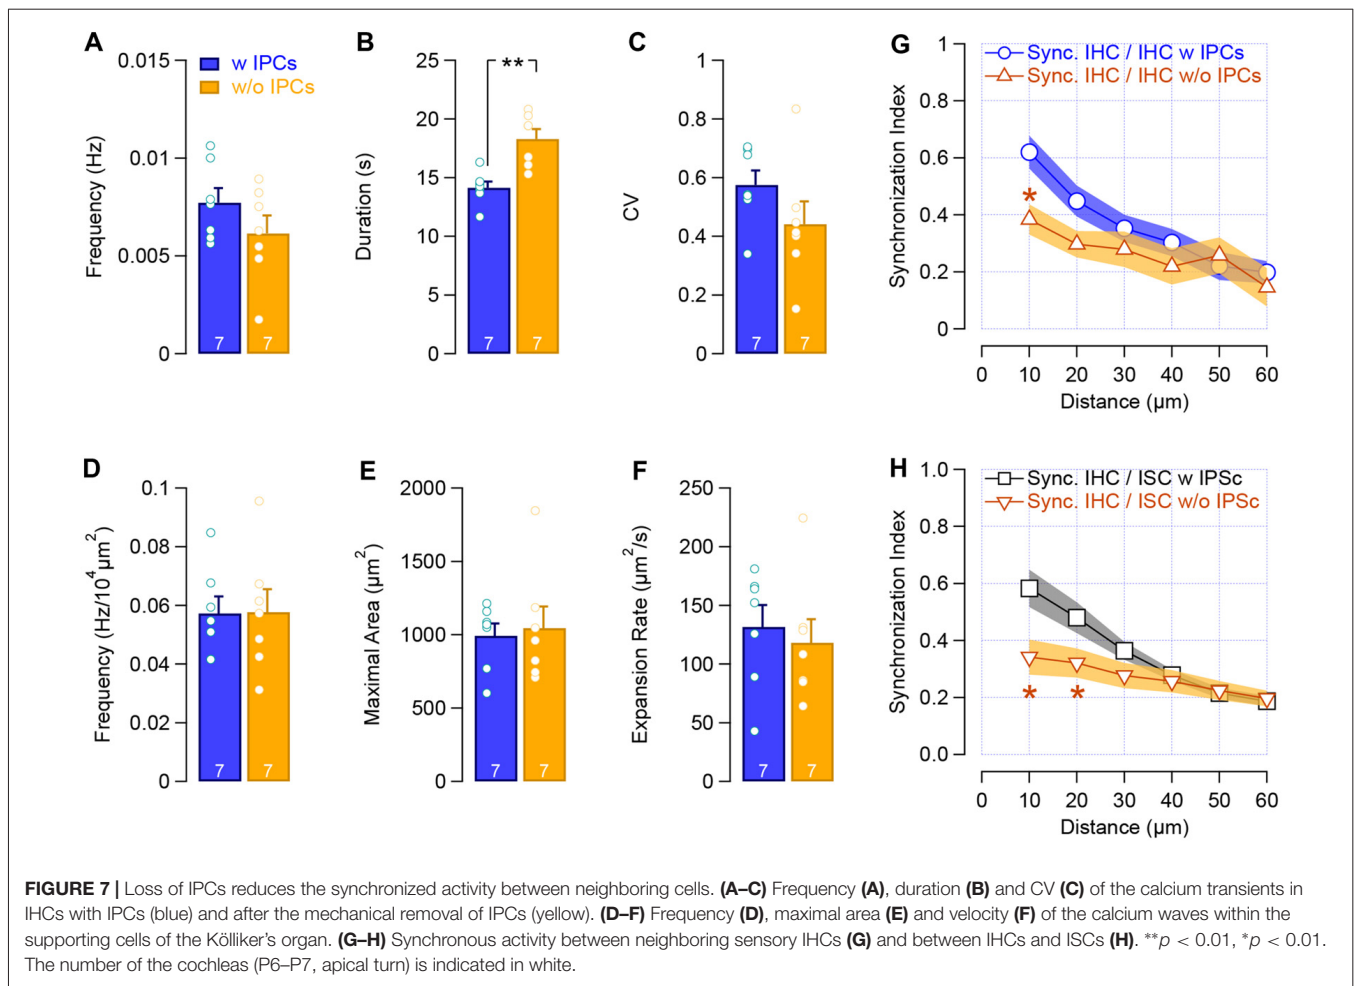 A
0.015
0.01
0.005
0
Frequency (Hz)
w IPCs
w/o IPCs
7
7
B
25
20
15
10
5
0
Duration (s)
**
7
7
C
1
0.8
0.6
0.4
0.2
0
CV
7
7
G
1
0.8
0.6
0.4
0.2
0
Synchronization Index
Sync. IHC / IHC w IPCs
Sync. IHC / IHC w/o IPCs
*
0 10 20 30 40 50 60
Distance (µm)
D
0.1
0.08
0.06
0.04
0.02
0
Frequency (Hz/10⁴µm²)
7
7
E
2000
1500
1000
500
0
Maximal Area (µm²)
7
7
F
250
200
150
100
50
0
Expansion Rate (µm²/s)
7
7
H
1.0
0.8
0.6
0.4
0.2
0.0
Synchronization Index
Sync. IHC / ISC w IPSc
Sync. IHC / ISC w/o IPSc
* *
0 10 20 30 40 50 60
Distance (µm)
FIGURE 7 | Loss of IPCs reduces the synchronized activity between neighboring cells. (A–C) Frequency (A), duration (B) and CV (C) of the calcium transients in
IHCs with IPCs (blue) and after the mechanical removal of IPCs (yellow). (D–F) Frequency (D), maximal area (E) and velocity (F) of the calcium waves within the
supporting cells of the Kölliker's organ. (G–H) Synchronous activity between neighboring sensory IHCs (G) and between IHCs and ISCs (H). **p < 0.01, *p < 0.01.
The number of the cochleas (P6–P7, apical turn) is indicated in white.